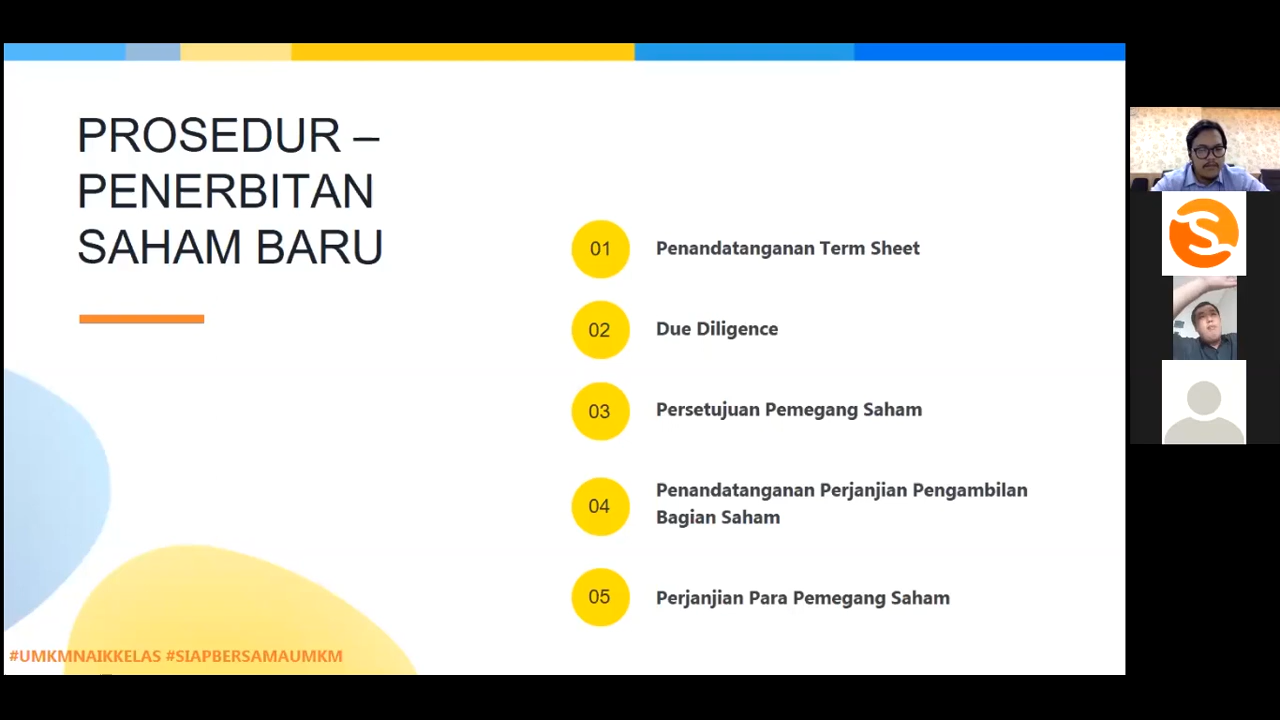 PROSEDUR –
PENERBITAN
SAHAM BARU
01 Penandatanganan Term Sheet
02 Due Diligence
03 Persetujuan Pemegang Saham
04 Penandatanganan Perjanjian Pengambilan
Bagian Saham
05 Perjanjian Para Pemegang Saham
#UMKMNAIKKELAS #SIAPBERSAMAUMKM
S